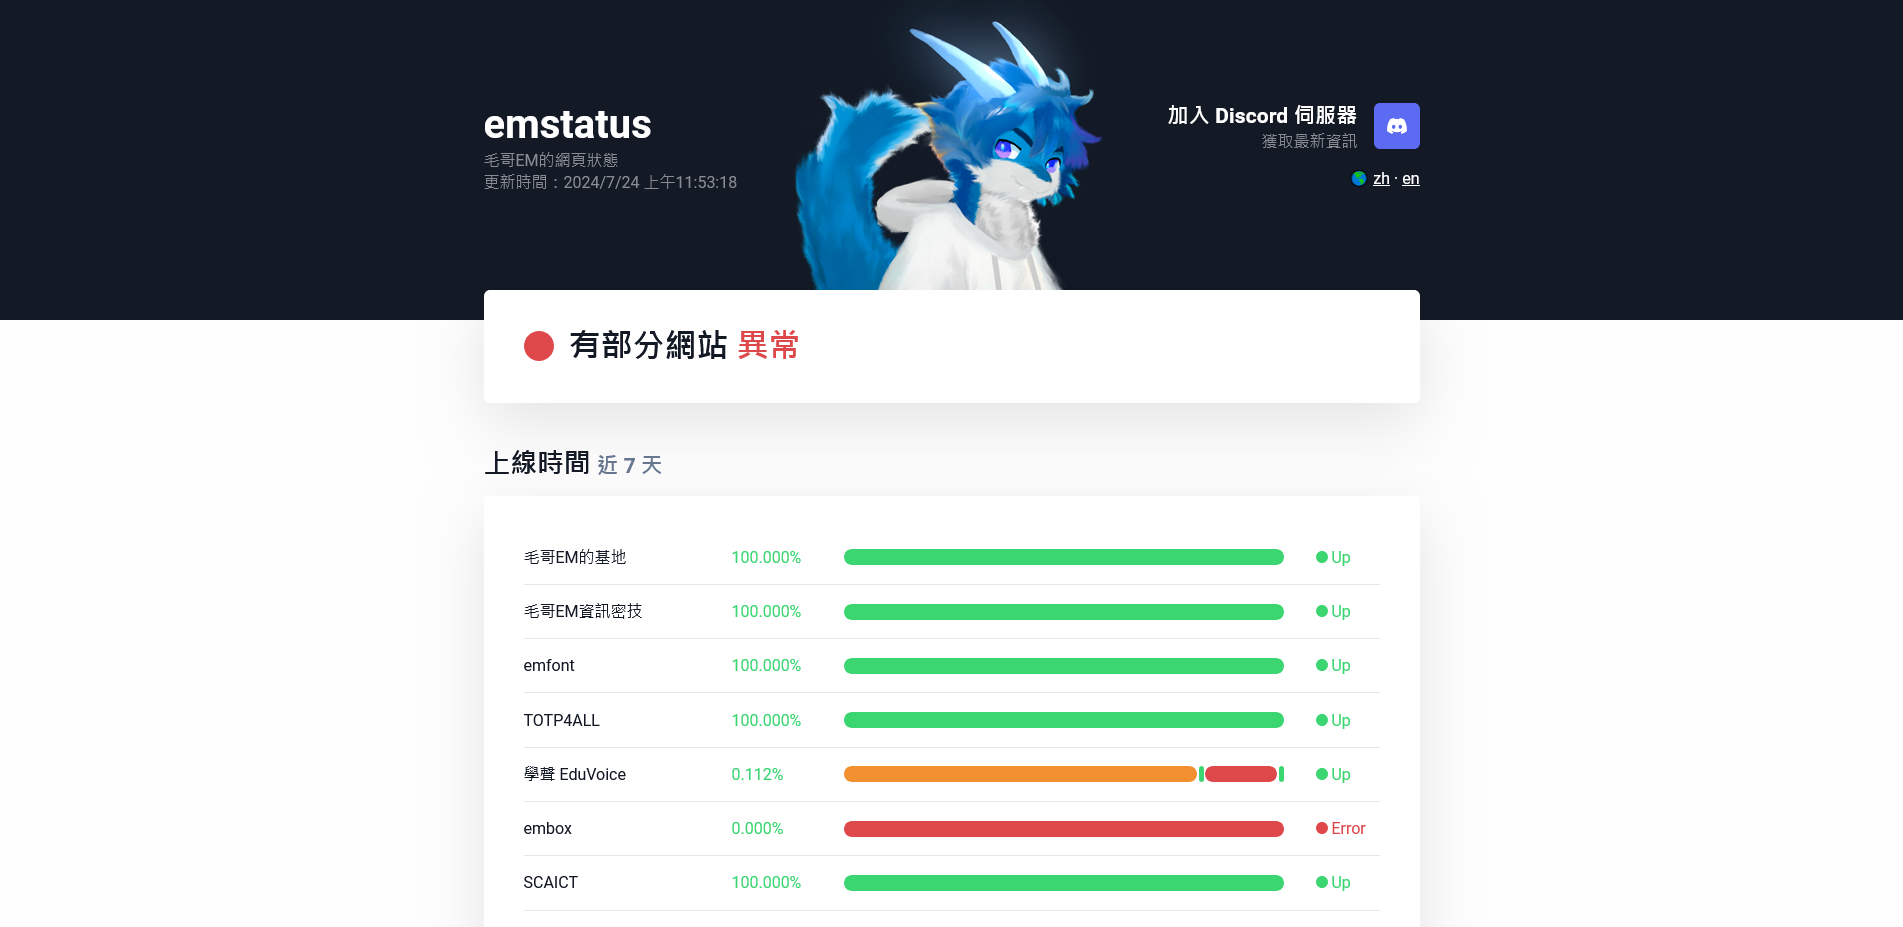 emstatus
毛哥EM的網頁狀態
更新時間：2024/7/24 上午11:53:18
加入 Discord 伺服器
獲取最新資訊
zh · en
有部分網站 異常
上線時間 近 7 天
毛哥EM的基地 100.000% Up
毛哥EM資訊密技 100.000% Up
emfont 100.000% Up
TOTP4ALL 100.000% Up
學聲 EduVoice 0.112% Up
embox 0.000% Error
SCAICT 100.000% Up